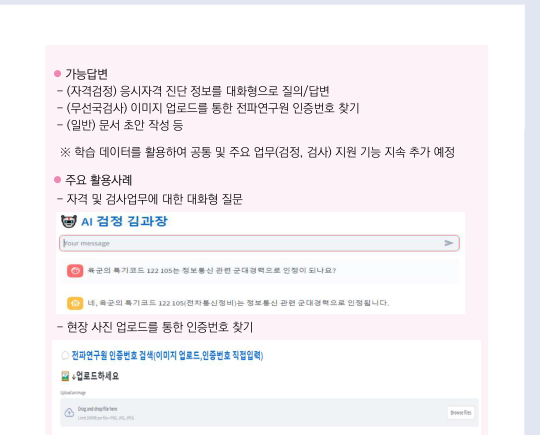 ● 가능답변
- (자격검정) 응시자격 진단 정보를 대화형으로 질의/답변
- (무선국검사) 이미지 업로드를 통한 전파연구원 인증번호 찾기
- (일반) 문서 초안 작성 등
※ 학습 데이터를 활용하여 공통 및 주요 업무(검정, 검사) 지원 기능 지속 추가 예정
● 주요 활용사례
- 자격 및 검사업무에 대한 대화형 질문
AI 검정 김과장
Your message
육군의 특기코드 122 105는 정보통신 관련 군대경력으로 인정이 되나요?
네, 육군의 특기코드 122 105(전차통신정비)는 정보통신 관련 군대경력으로 인정됩니다.
- 현장 사진 업로드를 통한 인증번호 찾기
전파연구원 인증번호 검색(이미지 업로드,인증번호 직접입력)
↓업로드하세요
Upload an image
Drag and drop file here
Limit 200MB per file • PNG, JPG, JPEG
Browse files